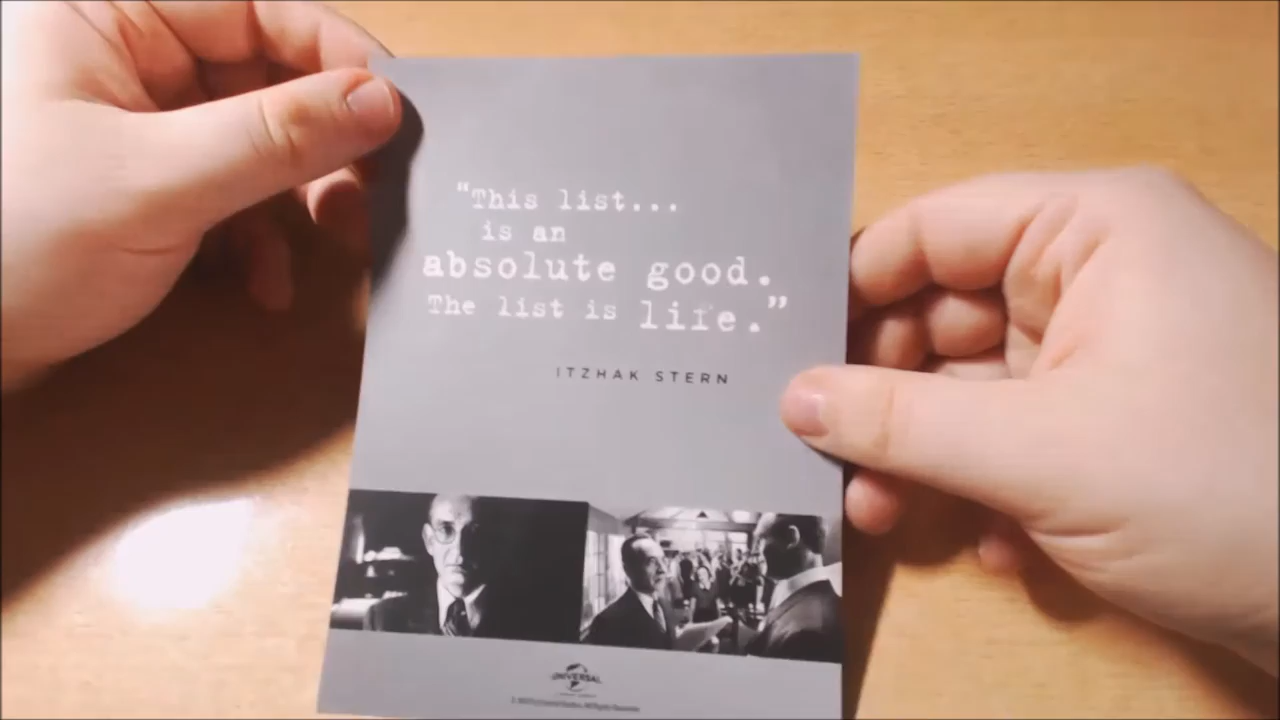 “This list...
is an
absolute good.
The list is life.”
ITZHAK STERN
UNIVERSAL